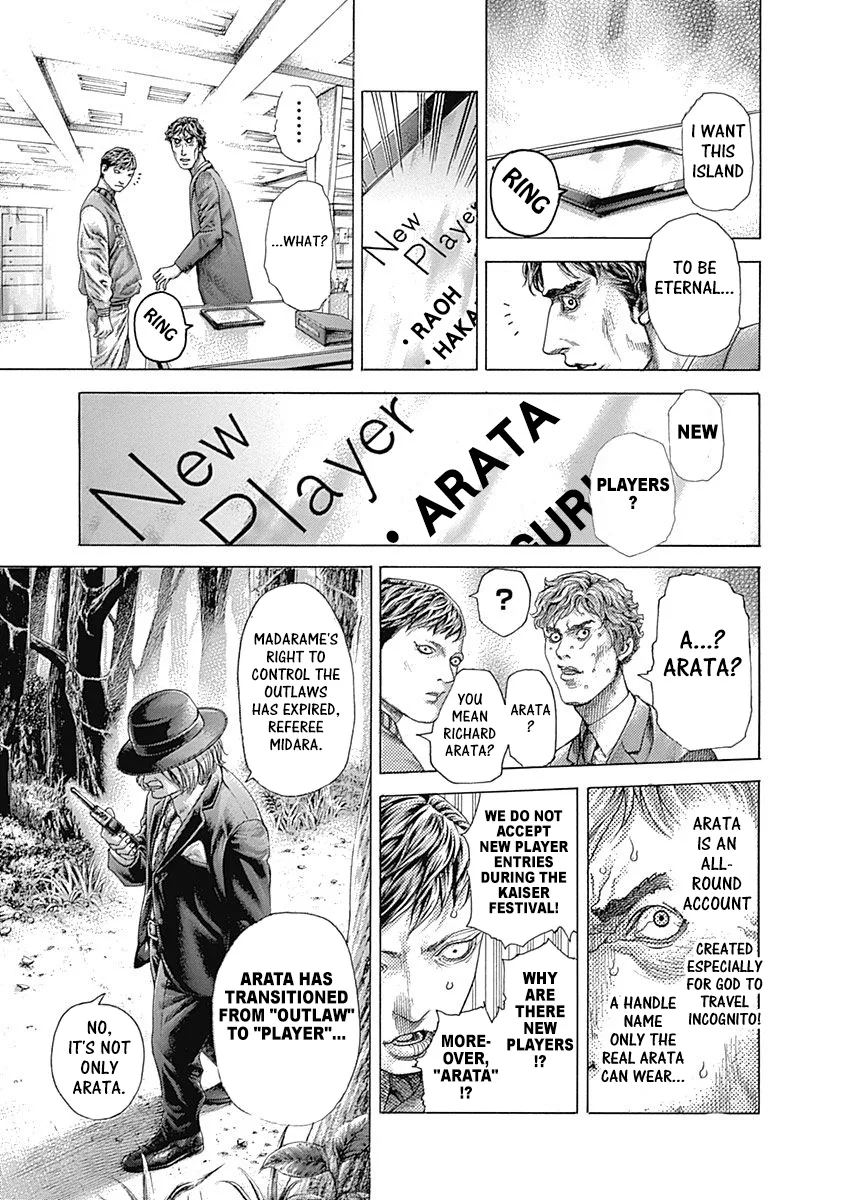 I WANT
THIS
ISLAND
RING
TO BE
ETERNAL...
New
Player
・RAOH
・HAKA
......
...WHAT?
RING
NEW
PLAYERS
?
New
Player
・ARATA
GURI
A...?
ARATA?
?
ARATA
?
YOU
MEAN
RICHARD
ARATA?
ARATA
IS AN
ALL-
ROUND
ACCOUNT
CREATED
ESPECIALLY
FOR GOD TO
TRAVEL
INCOGNITO!
A HANDLE
NAME
ONLY THE
REAL ARATA
CAN WEAR...
WE DO NOT
ACCEPT
NEW PLAYER
ENTRIES
DURING THE
KAISER
FESTIVAL!
WHY
ARE
THERE
NEW
PLAYERS
!?
MORE-
OVER,
"ARATA"
!?
MADARAME'S
RIGHT TO
CONTROL THE
OUTLAWS
HAS EXPIRED,
REFEREE
MIDARA.
ARATA HAS
TRANSITIONED
FROM "OUTLAW"
TO "PLAYER"...
NO,
IT'S NOT
ONLY
ARATA.